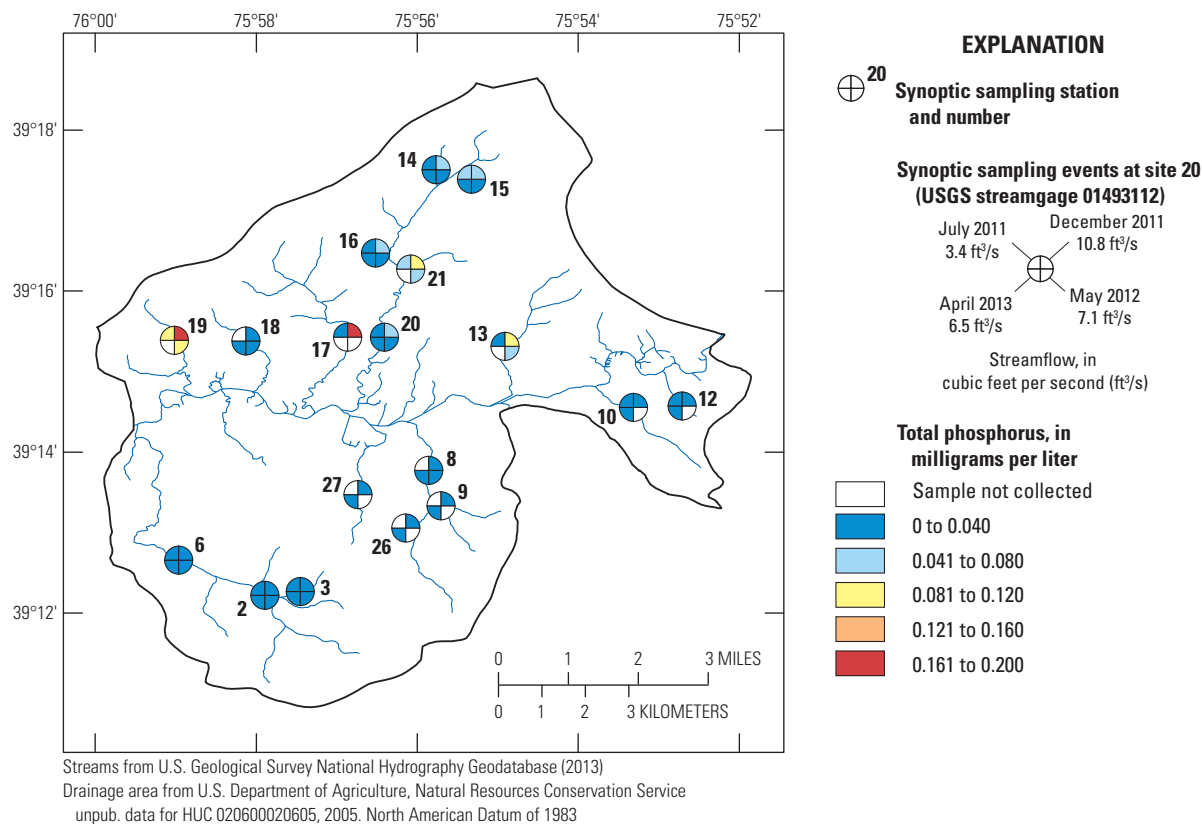 76°00'
75°58'
75°56'
75°54'
75°52'
39°18'
39°16'
39°14'
39°12'
14
15
16
21
19
18
17
20
13
10
12
8
27
9
26
6
2
3
0 1 2 3 MILES
0 1 2 3 KILOMETERS
Streams from U.S. Geological Survey National Hydrography Geodatabase (2013)
Drainage area from U.S. Department of Agriculture, Natural Resources Conservation Service
unpub. data for HUC 020600020605, 2005. North American Datum of 1983
EXPLANATION
20
Synoptic sampling station
and number
Synoptic sampling events at site 20
(USGS streamgage 01493112)
July 2011
3.4 ft³/s
December 2011
10.8 ft³/s
April 2013
6.5 ft³/s
May 2012
7.1 ft³/s
Streamflow, in
cubic feet per second (ft³/s)
Total phosphorus, in
milligrams per liter
Sample not collected
0 to 0.040
0.041 to 0.080
0.081 to 0.120
0.121 to 0.160
0.161 to 0.200